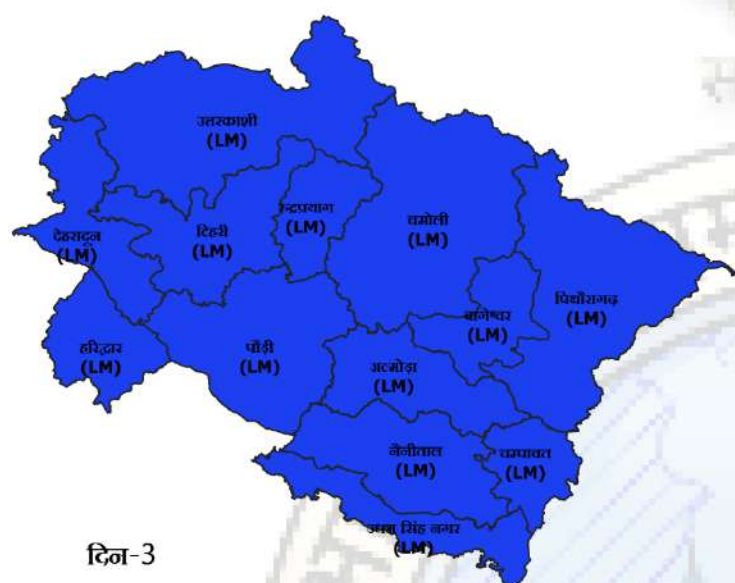 उत्तरकाशी
(LM)
रुद्रप्रयाग
(LM)
चमोली
(LM)
देहरादून
(LM)
टिहरी
(LM)
पिथौरागढ़
(LM)
बागेश्वर
(LM)
हरिद्वार
(LM)
पौड़ी
(LM)
अल्मोड़ा
(LM)
नैनीताल
(LM)
चम्पावत
(LM)
उधम सिंह नगर
(LM)
दिन-3